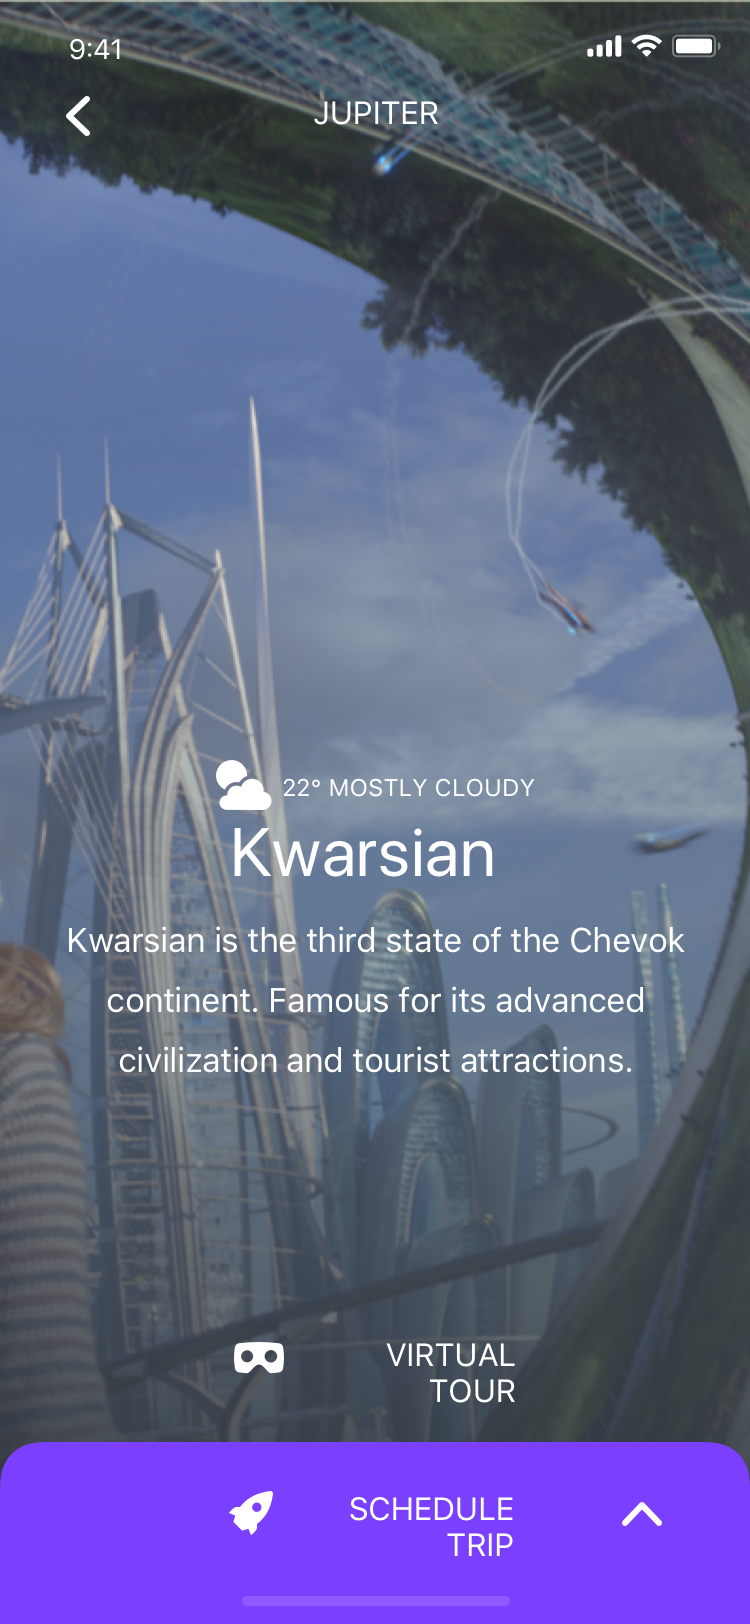 9:41
JUPITER
22° MOSTLY CLOUDY
Kwarsian
Kwarsian is the third state of the Chevok
continent. Famous for its advanced
civilization and tourist attractions.
VIRTUAL
TOUR
SCHEDULE
TRIP